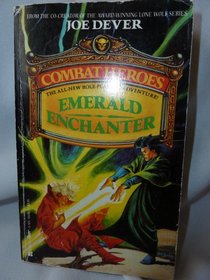 FROM THE CO-CREATOR OF THE AWARD-WINNING LONE WOLF SERIES
JOE DEVER
COMBAT HEROES
THE ALL-NEW ROLE-PLAYING ADVENTURE!
EMERALD
ENCHANTER